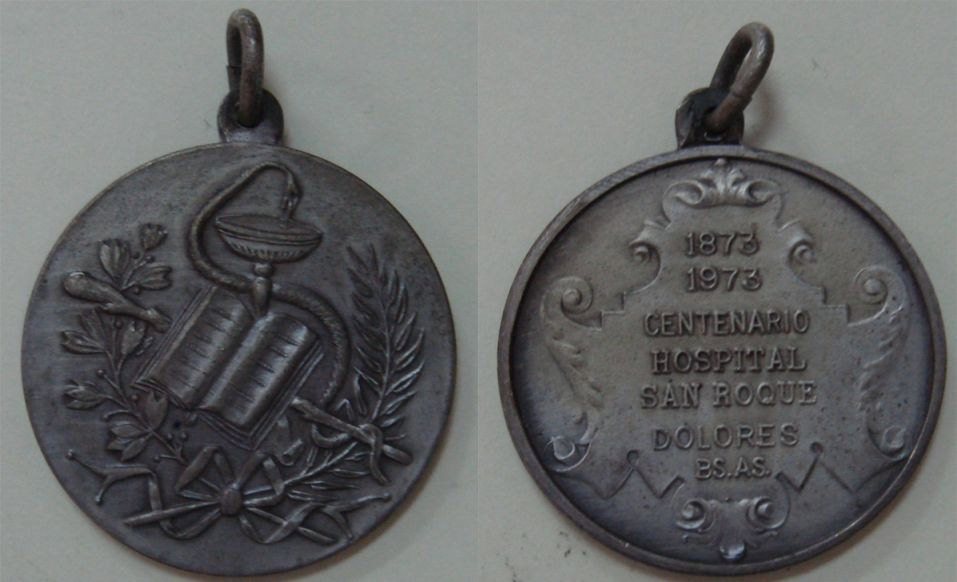 1873
1973
CENTENARIO
HOSPITAL
SAN ROQUE
DOLORES
BS.AS.